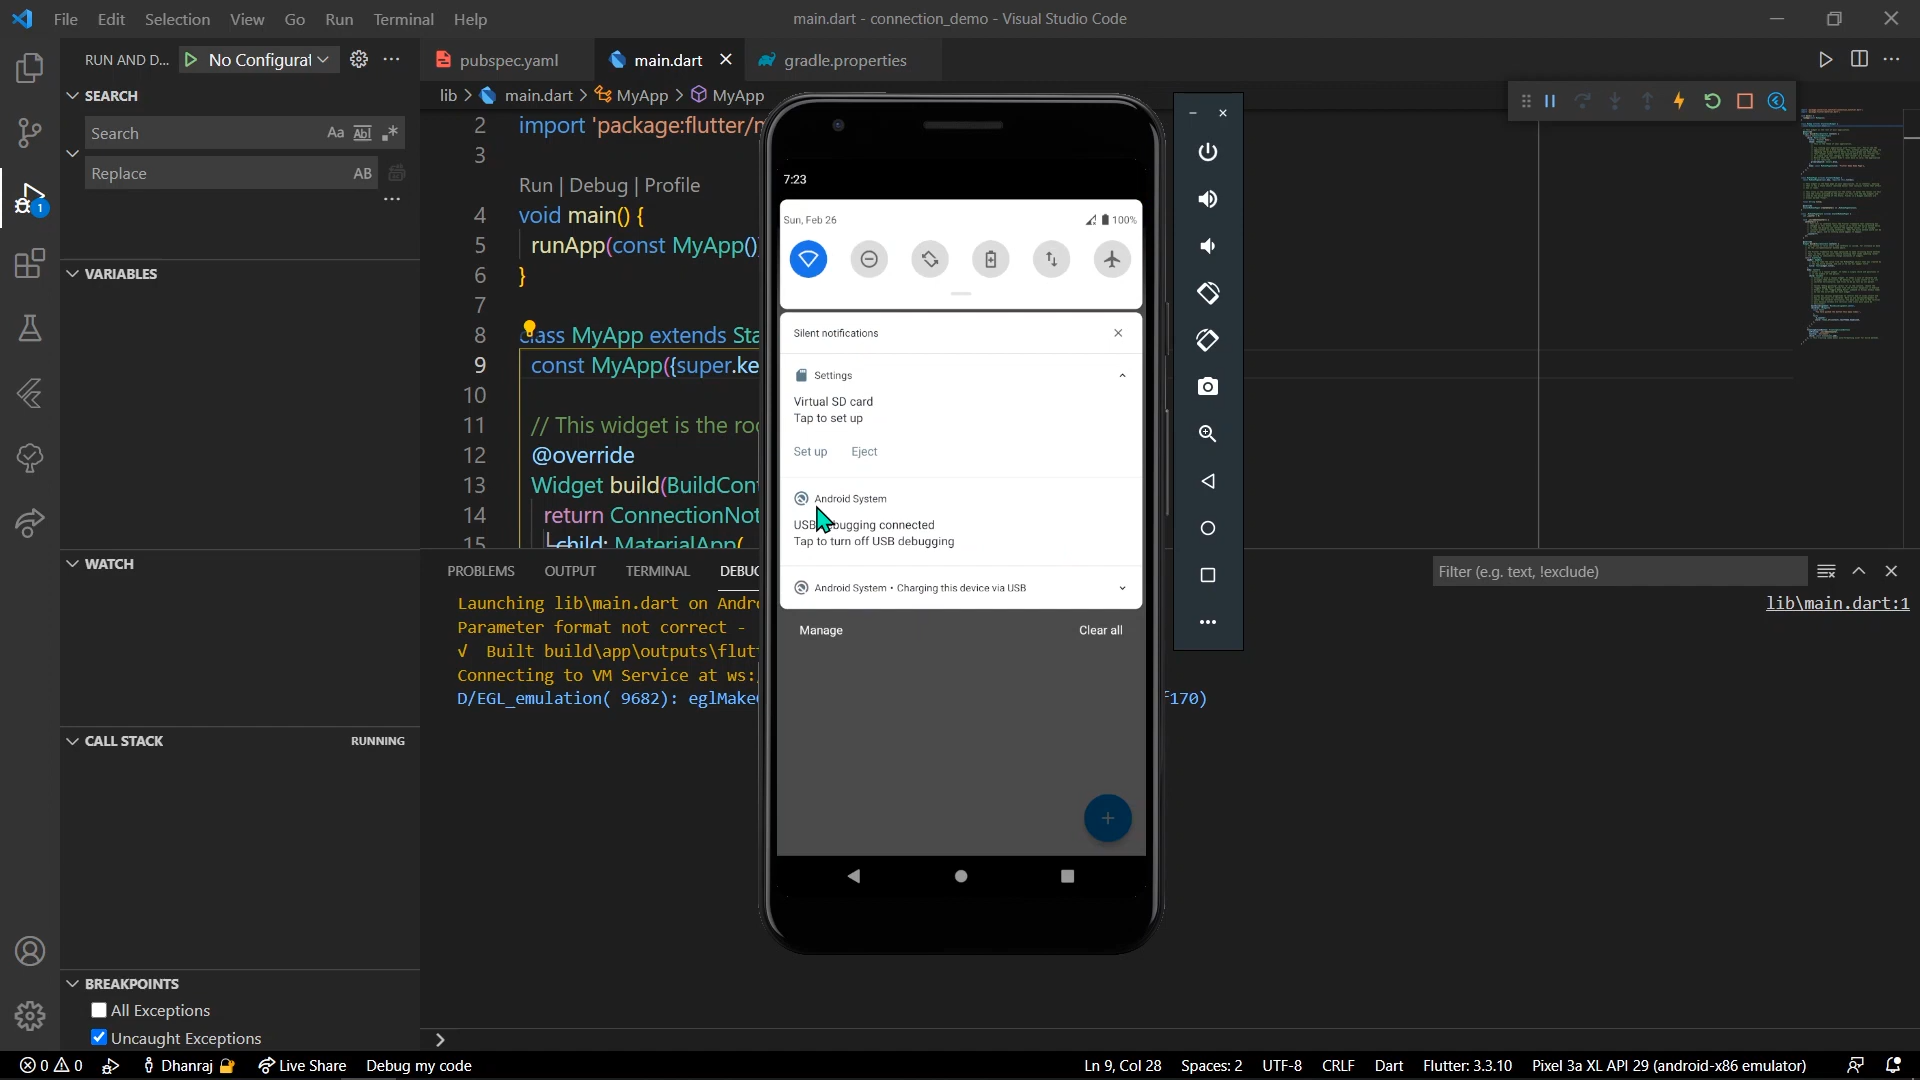 File Edit Selection View Go Run Terminal Help
main.dart - connection_demo - Visual Studio Code
RUN AND D... No Configurat
pubspec.yaml main.dart gradle.properties
SEARCH
Search Aa Abl
Replace AB
lib > main.dart > MyApp > MyApp
2 import 'package:flutter/
3
Run | Debug | Profile
4 void main() {
5 runApp(const MyApp()
6 }
7
8 class MyApp extends Sta
9 const MyApp({super.ke
10
11 // This widget is the ro
12 @override
13 Widget build(BuildCon
14 return ConnectionNot
15 child: MaterialApp(
VARIABLES
WATCH
CALL STACK RUNNING
BREAKPOINTS
All Exceptions
Uncaught Exceptions
1
7:23
Sun, Feb 26 100%
Silent notifications
Settings
Virtual SD card
Tap to set up
Set up Eject
Android System
USB debugging connected
Tap to turn off USB debugging
Android System • Charging this device via USB
Manage Clear all
PROBLEMS OUTPUT TERMINAL DEBUG
Filter (e.g. text, !exclude)
Launching lib\main.dart on Andr
lib\main.dart:1
Parameter format not correct -
√ Built build\app\outputs\flut
Connecting to VM Service at ws:
D/EGL_emulation( 9682): eglMake f170)
0 0 Dhanraj Live Share Debug my code
Ln 9, Col 28 Spaces: 2 UTF-8 CRLF Dart Flutter: 3.3.10 Pixel 3a XL API 29 (android-x86 emulator)